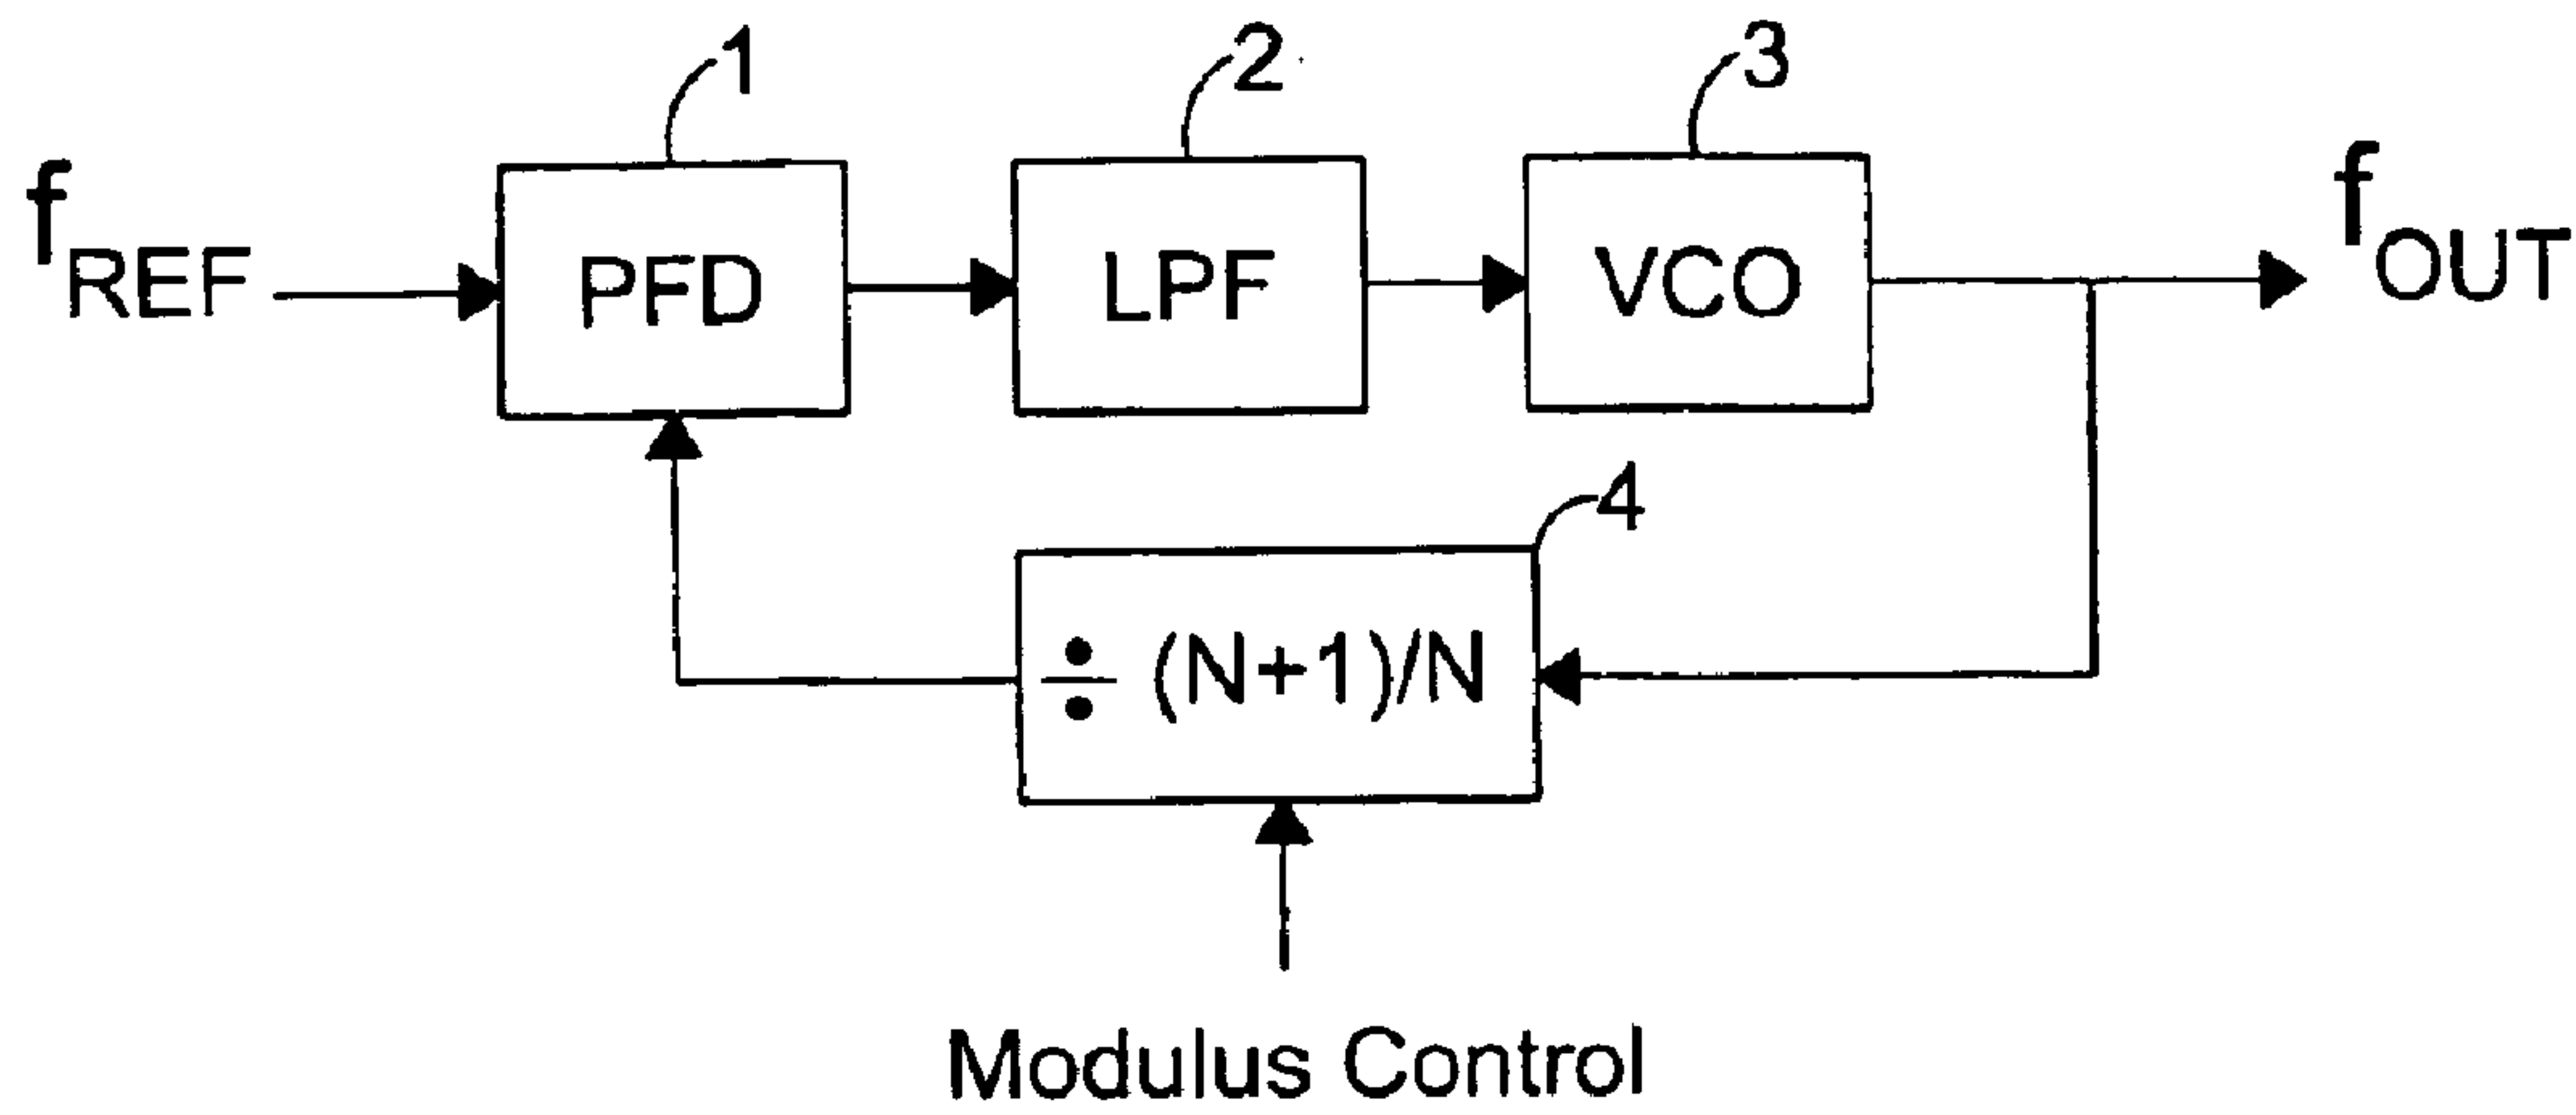 1
2
3
fREF
PFD
LPF
VCO
fOUT
4
÷ (N+1)/N
Modulus Control